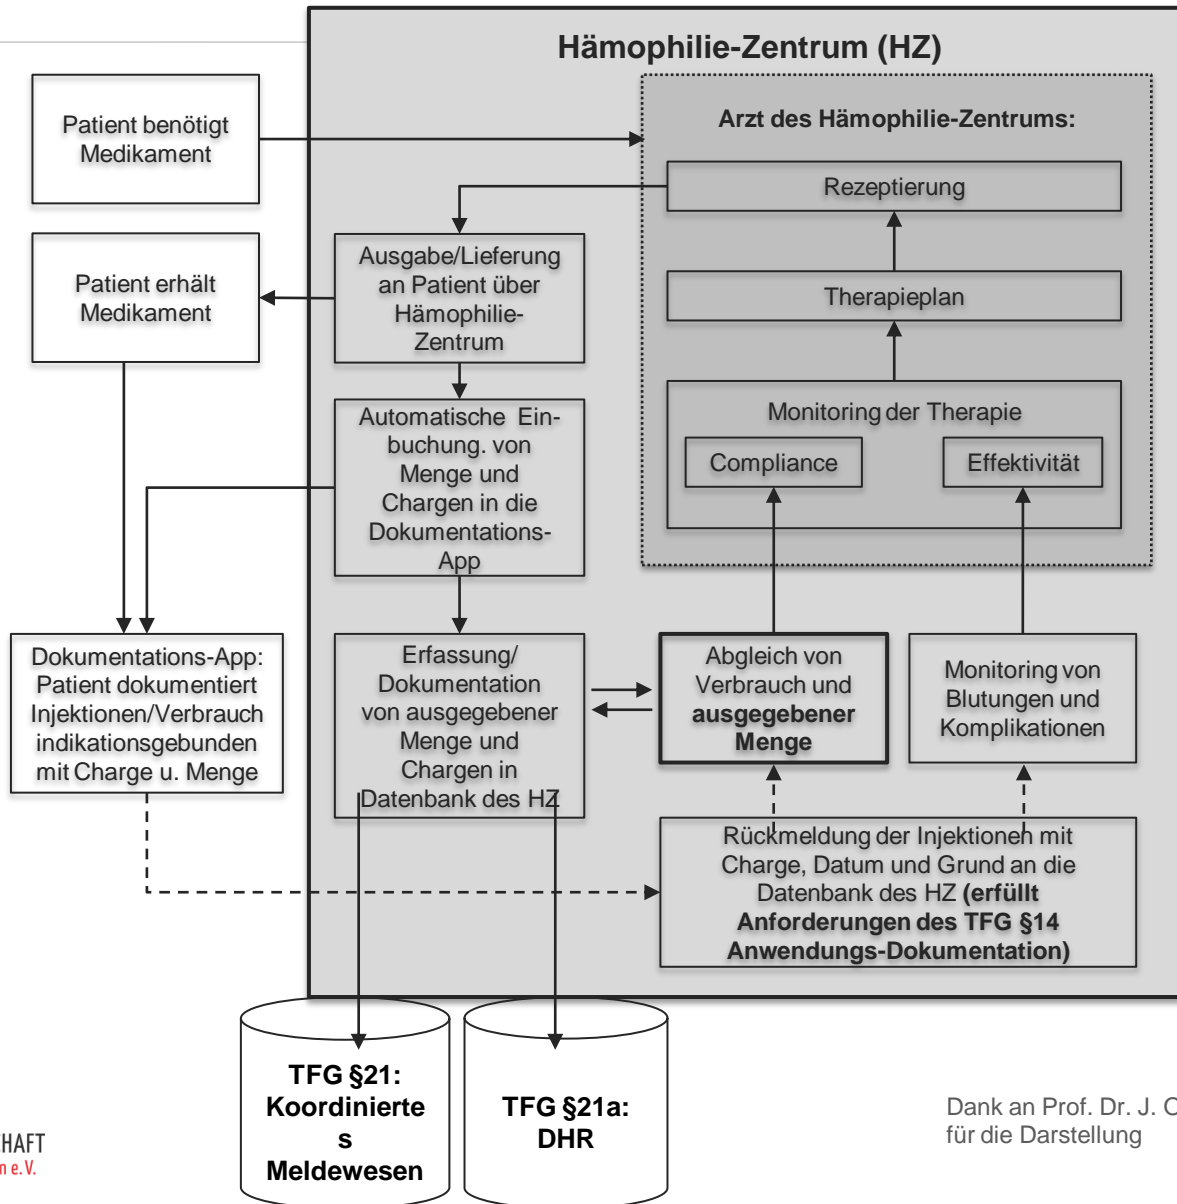 Hämophilie-Zentrum (HZ)
Patient benötigt
Medikament
Arzt des Hämophilie-Zentrums:
Rezeptierung
Ausgabe/Lieferung
an Patient über
Hämophilie-
Zentrum
Patient erhält
Medikament
Therapieplan
Automatische Ein-
buchung. von
Menge und
Chargen in die
Dokumentations-
App
Monitoring der Therapie
Compliance
Effektivität
Dokumentations-App:
Patient dokumentiert
Injektionen/Verbrauch
indikationsgebunden
mit Charge u. Menge
Erfassung/
Dokumentation
von ausgegebener
Menge und
Chargen in
Datenbank des HZ
Abgleich von
Verbrauch und
ausgegebener
Menge
Monitoring von
Blutungen und
Komplikationen
Rückmeldung der Injektionen mit
Charge, Datum und Grund an die
Datenbank des HZ (erfüllt
Anforderungen des TFG §14
Anwendungs-Dokumentation)
TFG §21:
Koordinierte
s
Meldewesen
TFG §21a:
DHR
Dank an Prof. Dr. J. O
für die Darstellung
HAFT
n e.V.